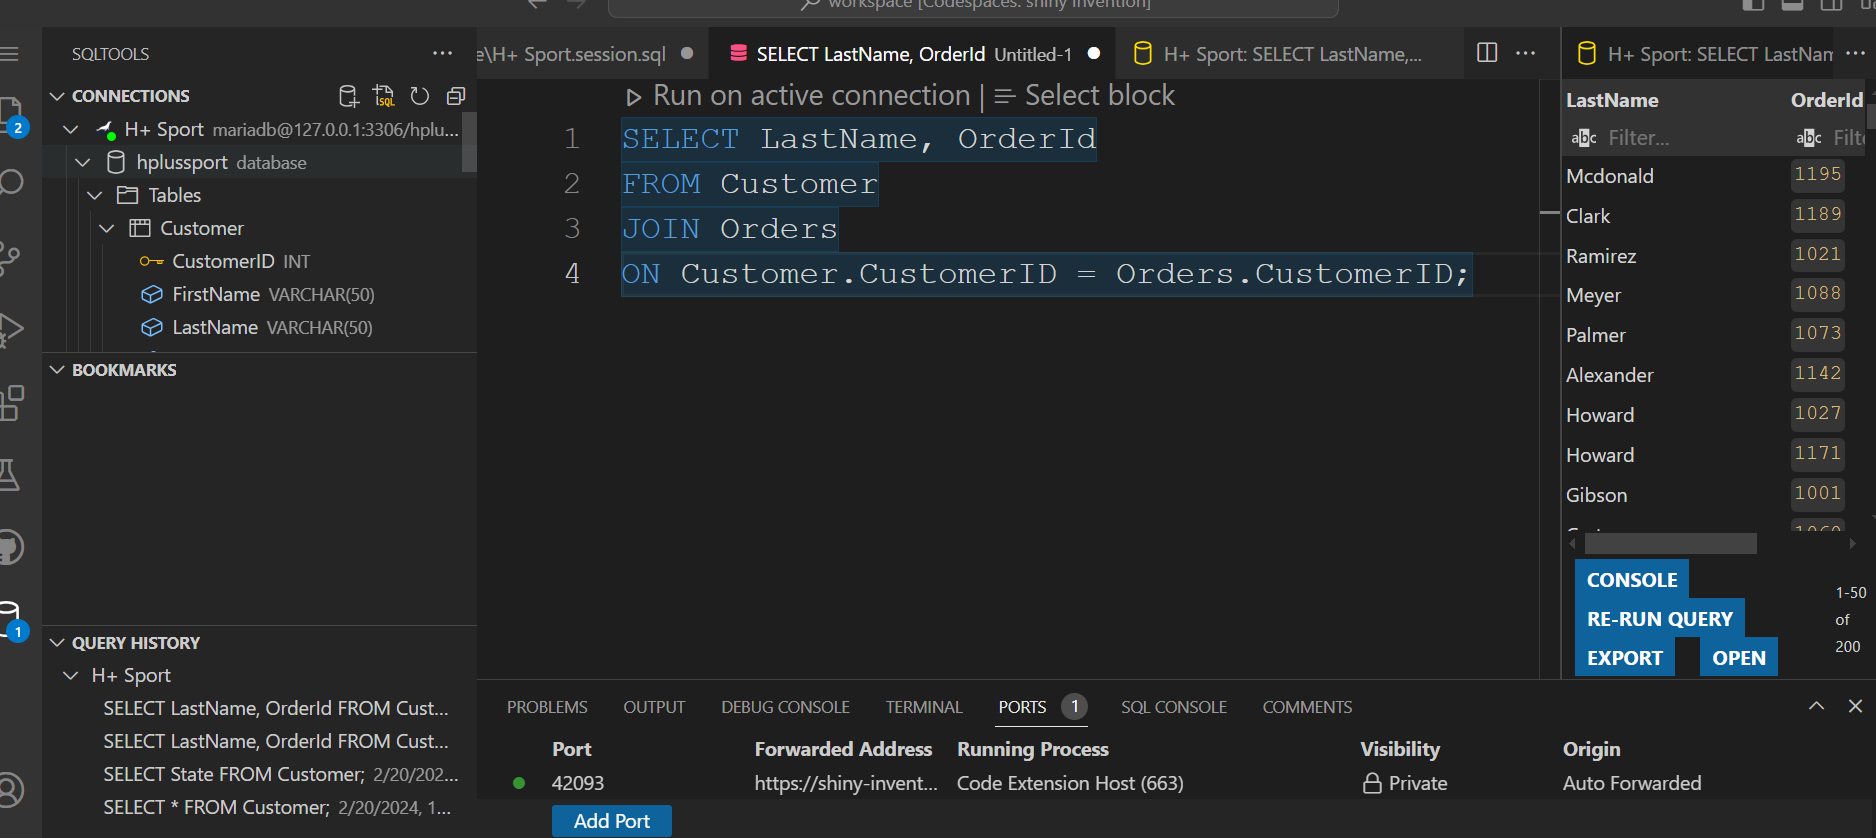 workspace [Codespaces: shiny invention]
SQLTOOLS
CONNECTIONS
H+ Sport mariadb@127.0.0.1:3306/hplu...
hplussport database
Tables
Customer
CustomerID INT
FirstName VARCHAR(50)
LastName VARCHAR(50)
BOOKMARKS
QUERY HISTORY
H+ Sport
SELECT LastName, OrderId FROM Cust...
SELECT LastName, OrderId FROM Cust...
SELECT State FROM Customer; 2/20/202...
SELECT * FROM Customer; 2/20/2024, 1...
2
1
e\H+ Sport.session.sql
SELECT LastName, OrderId Untitled-1
H+ Sport: SELECT LastName,...
Run on active connection | Select block
1 SELECT LastName, OrderId
2 FROM Customer
3 JOIN Orders
4 ON Customer.CustomerID = Orders.CustomerID;
H+ Sport: SELECT LastNam
LastName OrderId
abc Filter... abc Filte
Mcdonald 1195
Clark 1189
Ramirez 1021
Meyer 1088
Palmer 1073
Alexander 1142
Howard 1027
Howard 1171
Gibson 1001
CONSOLE
RE-RUN QUERY
EXPORT OPEN
1-50
of
200
PROBLEMS OUTPUT DEBUG CONSOLE TERMINAL PORTS 1 SQL CONSOLE COMMENTS
Port Forwarded Address Running Process Visibility Origin
42093 https://shiny-invent... Code Extension Host (663) Private Auto Forwarded
Add Port